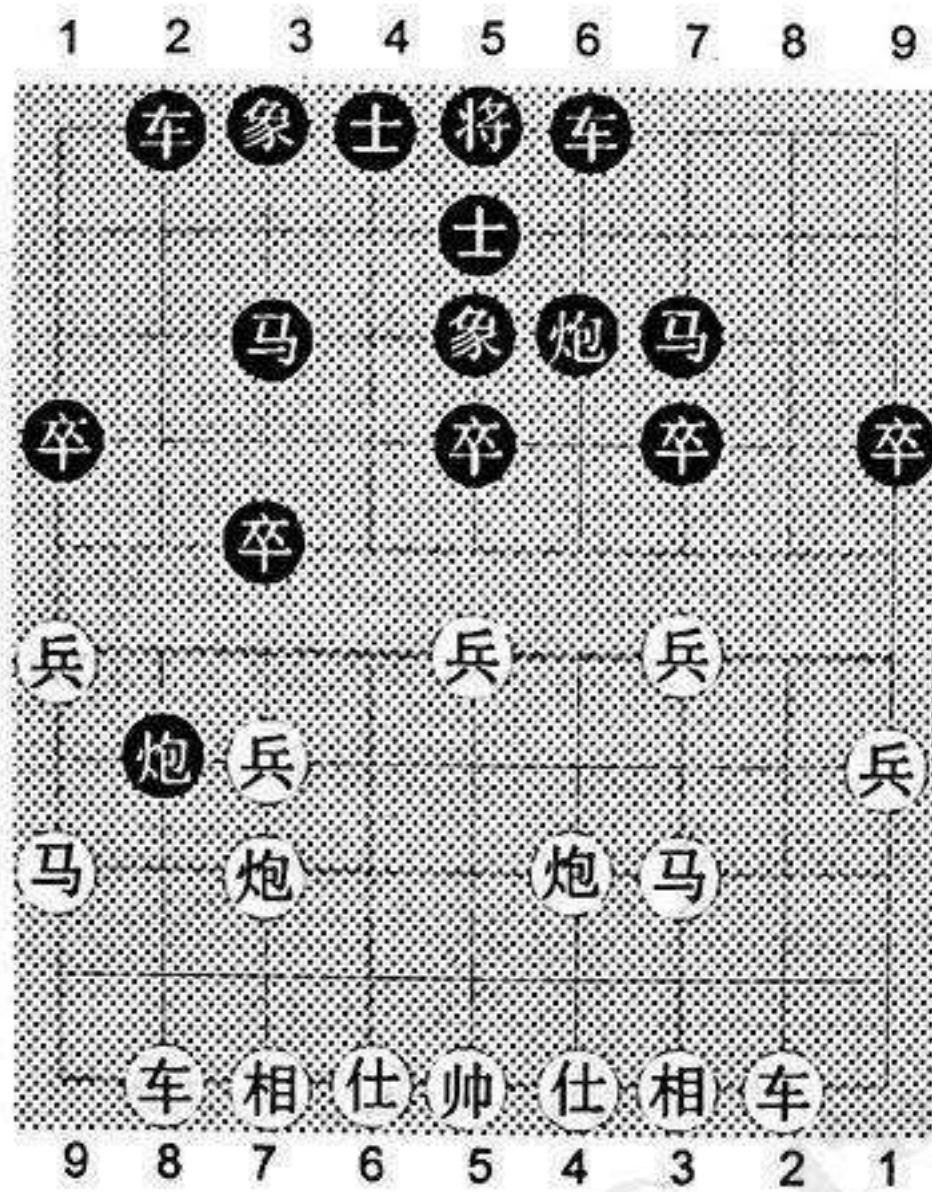 1 2 3 4 5 6 7 8 9
车 象 士 将 车
士
马 象 炮 马
卒 卒 卒 卒
卒
兵 兵 兵
炮 兵 兵
马 炮 炮 马
车 相 仕 帅 仕 相 车
9 8 7 6 5 4 3 2 1